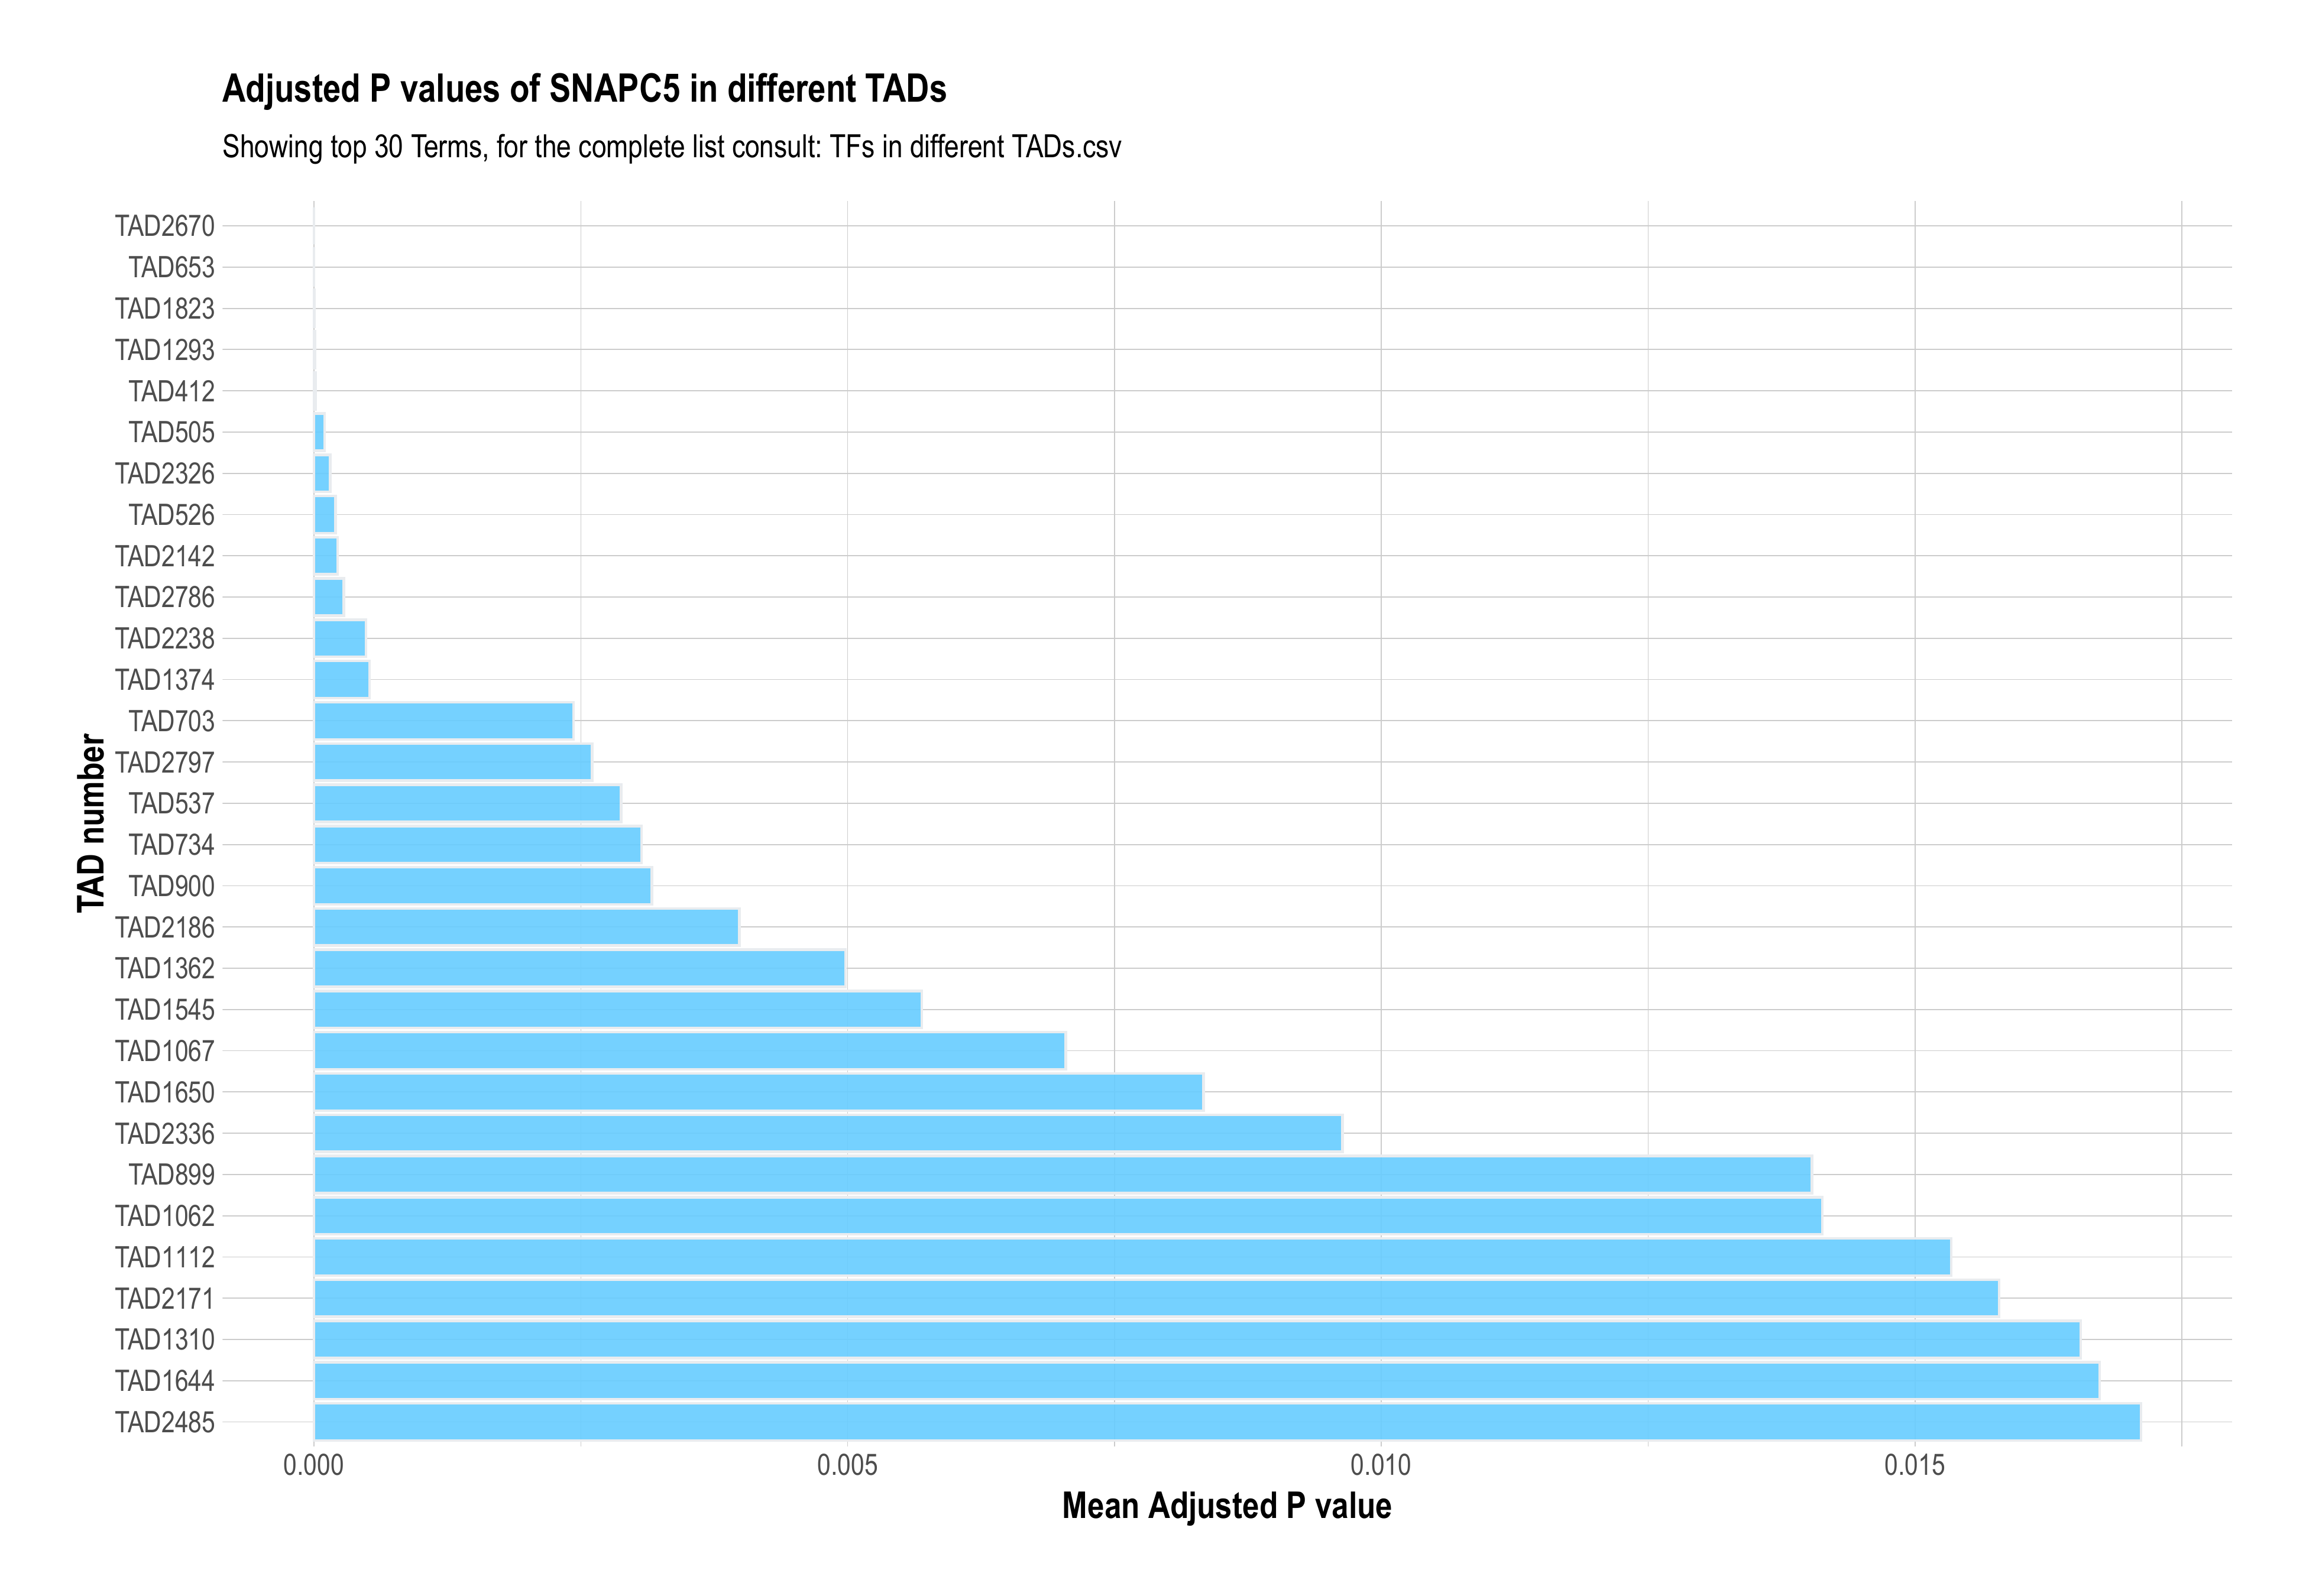 Adjusted P values of SNAPC5 in different TADs
Showing top 30 Terms, for the complete list consult: TFs in different TADs.csv
TAD number
TAD2670
TAD653
TAD1823
TAD1293
TAD412
TAD505
TAD2326
TAD526
TAD2142
TAD2786
TAD2238
TAD1374
TAD703
TAD2797
TAD537
TAD734
TAD900
TAD2186
TAD1362
TAD1545
TAD1067
TAD1650
TAD2336
TAD899
TAD1062
TAD1112
TAD2171
TAD1310
TAD1644
TAD2485
0.000 0.005 0.010 0.015
Mean Adjusted P value